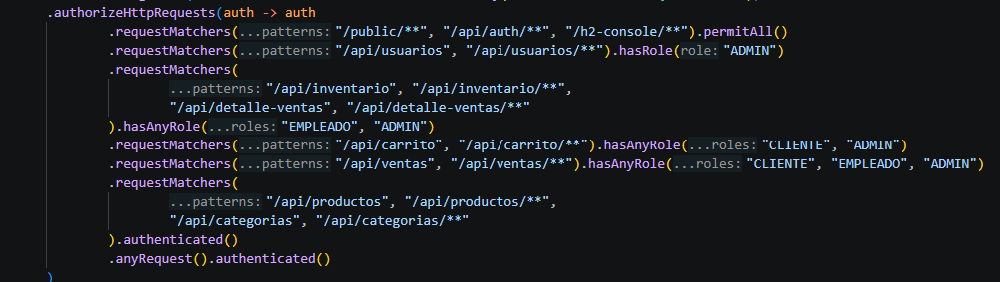 .authorizeHttpRequests(auth -> auth
.requestMatchers(...patterns: "/public/**", "/api/auth/**", "/h2-console/**").permitAll()
.requestMatchers(...patterns: "/api/usuarios", "/api/usuarios/**").hasRole(role: "ADMIN")
.requestMatchers(
...patterns: "/api/inventario", "/api/inventario/**",
"/api/detalle-ventas", "/api/detalle-ventas/**"
).hasAnyRole(...roles: "EMPLEADO", "ADMIN")
.requestMatchers(...patterns: "/api/carrito", "/api/carrito/**").hasAnyRole(...roles: "CLIENTE", "ADMIN")
.requestMatchers(...patterns: "/api/ventas", "/api/ventas/**").hasAnyRole(...roles: "CLIENTE", "EMPLEADO", "ADMIN")
.requestMatchers(
...patterns: "/api/productos", "/api/productos/**",
"/api/categorias", "/api/categorias/**"
).authenticated()
.anyRequest().authenticated()
)